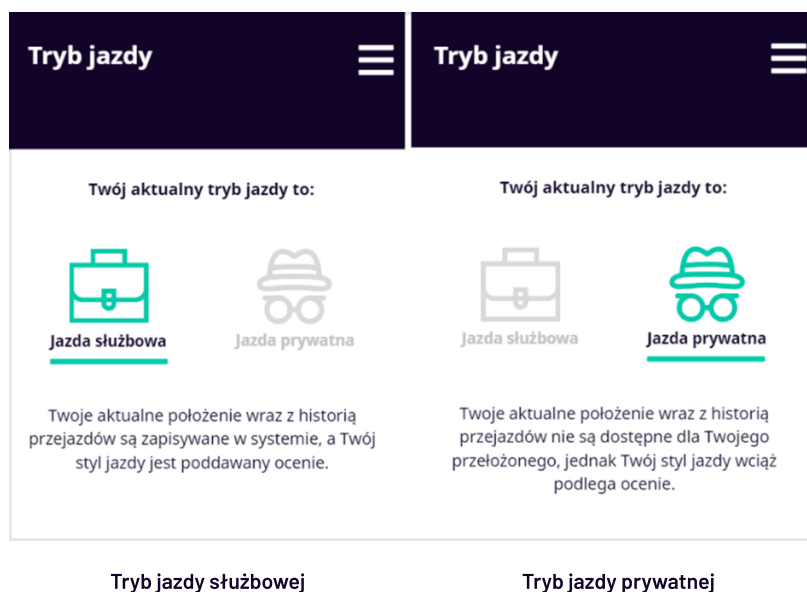 Tryb jazdy
Twój aktualny tryb jazdy to:
Jazda służbowa
Jazda prywatna
Twoje aktualne położenie wraz z historią
przejazdów są zapisywane w systemie, a Twój
styl jazdy jest poddawany ocenie.
Tryb jazdy służbowej
Tryb jazdy
Twój aktualny tryb jazdy to:
Jazda służbowa
Jazda prywatna
Twoje aktualne położenie wraz z historią
przejazdów nie są dostępne dla Twojego
przełożonego, jednak Twój styl jazdy wciąż
podlega ocenie.
Tryb jazdy prywatnej